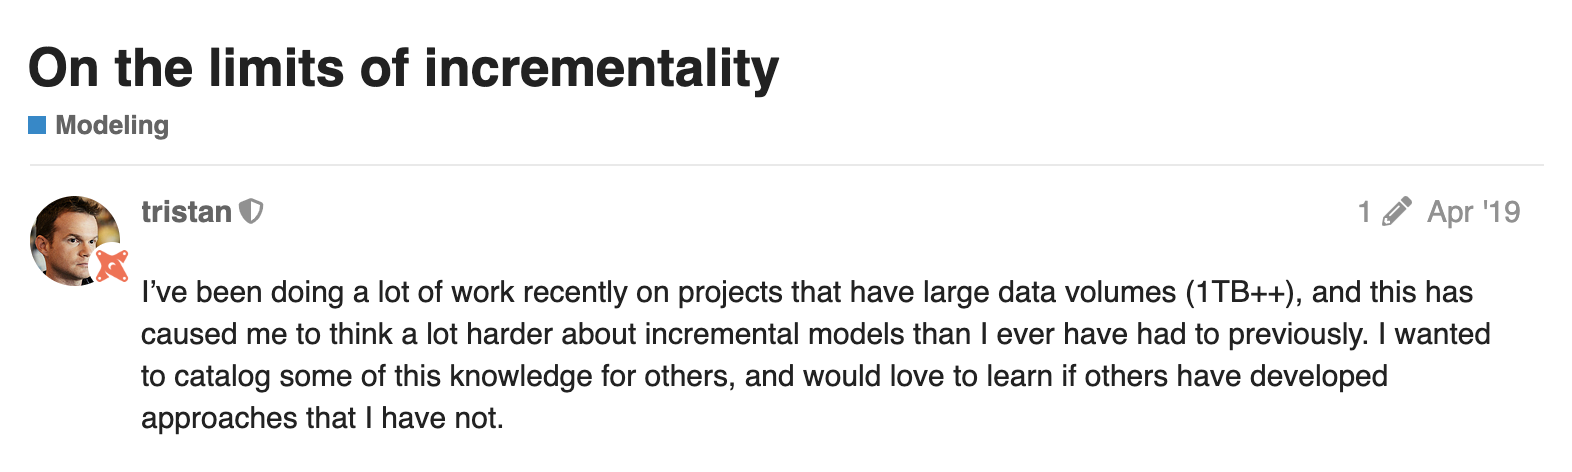 On the limits of incrementality
Modeling
tristan
1 Apr '19
I’ve been doing a lot of work recently on projects that have large data volumes (1TB++), and this has
caused me to think a lot harder about incremental models than I ever have had to previously. I wanted
to catalog some of this knowledge for others, and would love to learn if others have developed
approaches that I have not.